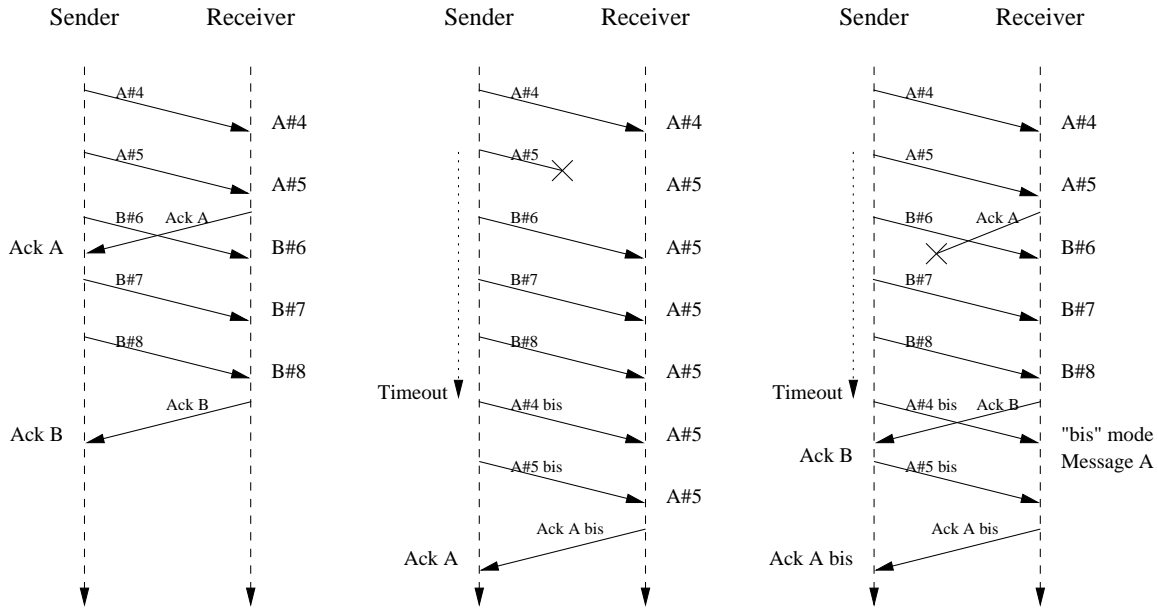 Sender Receiver
A#4
A#4
A#5
A#5
B#6
Ack A
Ack A
B#6
B#7
B#7
B#8
B#8
Ack B
Ack B
Sender Receiver
A#4
A#4
A#5
A#5
B#6
A#5
B#7
A#5
B#8
A#5
Timeout
A#4 bis
A#5
A#5 bis
A#5
Ack A bis
Ack A
Sender Receiver
A#4
A#4
A#5
A#5
B#6
Ack A
B#6
B#7
B#7
B#8
B#8
Timeout
A#4 bis
Ack B
"bis" mode
Message A
Ack B
A#5 bis
Ack A bis
Ack A bis